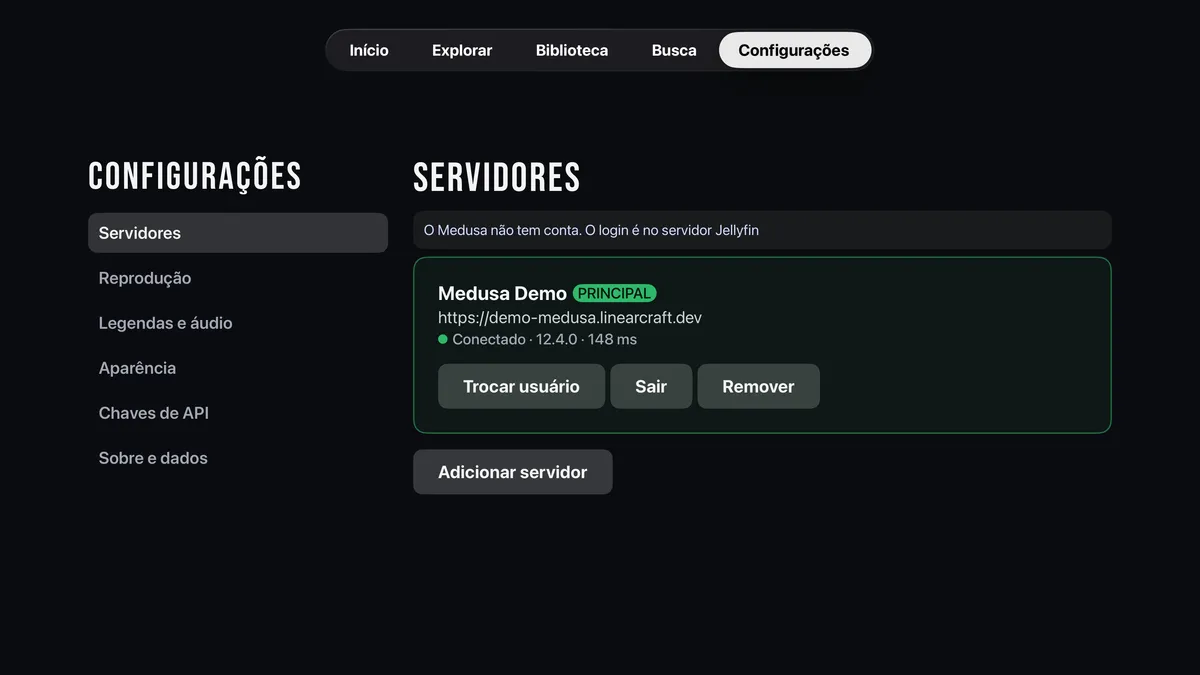 Início Explorar Biblioteca Busca Configurações
CONFIGURAÇÕES
Servidores
Reprodução
Legendas e áudio
Aparência
Chaves de API
Sobre e dados
SERVIDORES
O Medusa não tem conta. O login é no servidor Jellyfin
Medusa Demo PRINCIPAL
https://demo-medusa.linearcraft.dev
Conectado · 12.4.0 · 148 ms
Trocar usuário Sair Remover
Adicionar servidor